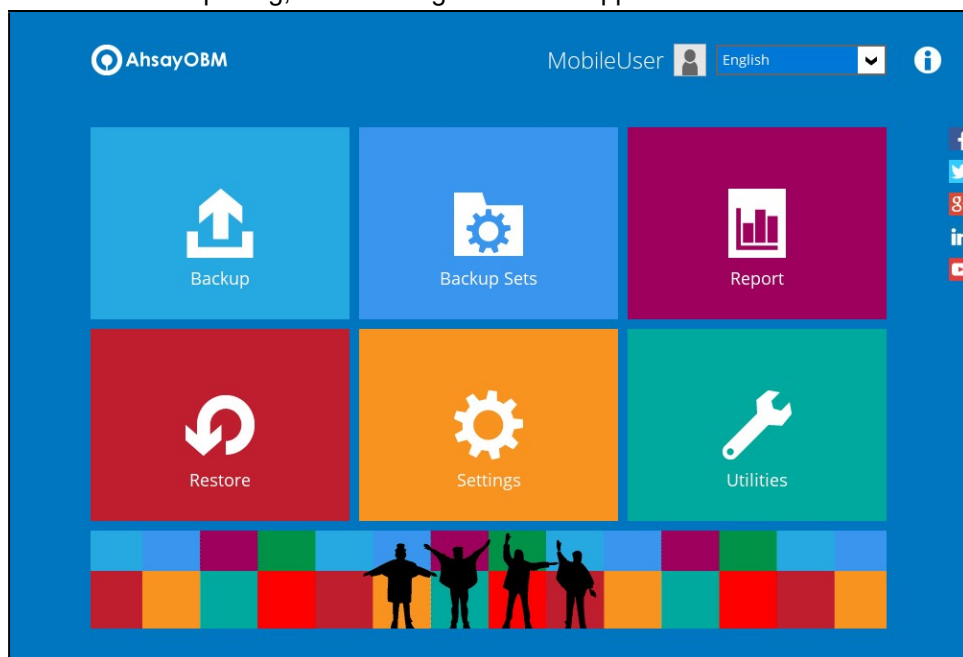 AhsayOBM
MobileUser
English
Backup
Backup Sets
Report
Restore
Settings
Utilities